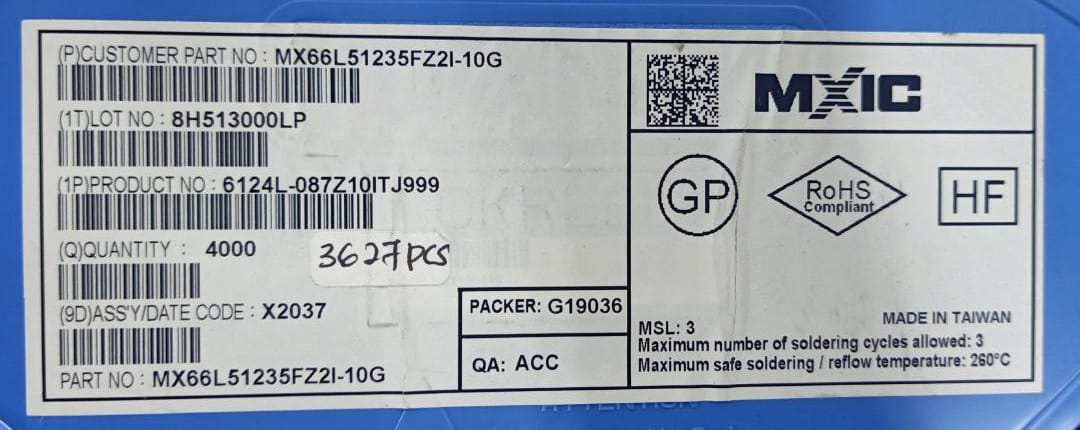 (P)CUSTOMER PART NO : MX66L51235FZ2I-10G
(1T)LOT NO : 8H513000LP
(1P)PRODUCT NO : 6124L-087Z10ITJ999
(Q)QUANTITY : 4000
3627pcs
(9D)ASS'Y/DATE CODE : X2037
PART NO : MX66L51235FZ2I-10G
PACKER: G19036
QA: ACC
MXIC
GP
RoHS
Compliant
HF
MADE IN TAIWAN
MSL: 3
Maximum number of soldering cycles allowed: 3
Maximum safe soldering / reflow temperature: 260°C
ATTENTION